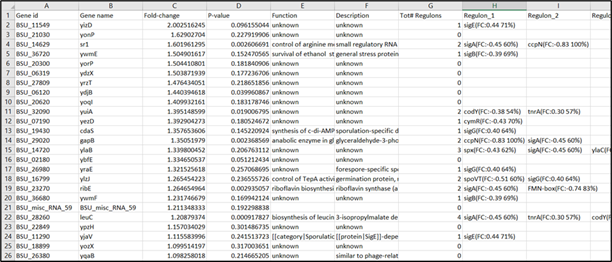 A B C D E F G H I
1 Gene id Gene name Fold-change P-value Function Description Tot# Regulons Regulon_1 Regulon_2 Regul
2 BSU_11549 yizD 2.002516245 0.096155044 unknown unknown 1 sigE(FC:0.44 71%)
3 BSU_21030 yonP 1.62902704 0.227919906 unknown unknown 0
4 BSU_14629 sr1 1.601961295 0.002606691 control of arginine m small regulatory RNA 2 sigA(FC:-0.45 60%) ccpN(FC:-0.83 100%)
5 BSU_36720 ywmE 1.504901617 0.152470565 survival of ethanol st general stress protein 1 sigB(FC:-0.39 69%)
6 BSU_20300 yorP 1.504410801 0.181840906 unknown unknown 0
7 BSU_06319 ydzX 1.503871939 0.177236706 unknown unknown 0
8 BSU_27809 yrzT 1.476434051 0.218651856 unknown unknown 0
9 BSU_06120 ydjB 1.440394618 0.039960867 unknown unknown 0
10 BSU_20620 yoqI 1.409932161 0.183178746 unknown unknown 0
11 BSU_32090 yuiA 1.395148599 0.019006795 unknown unknown 2 codY(FC:-0.38 54%) tnrA(FC:0.30 57%)
12 BSU_07190 yezD 1.392904273 0.180524672 unknown unknown 1 cymR(FC:-0.43 70%)
13 BSU_19430 cdaS 1.357653606 0.145220924 synthesis of c-di-AMP sporulation-specific d 1 sigG(FC:0.40 64%)
14 BSU_29020 gapB 1.35051979 0.002368569 anabolic enzyme in gl glyceraldehyde-3-pho 2 ccpN(FC:-0.83 100%) sigA(FC:-0.45 60%)
15 BSU_14720 ylaB 1.339800452 0.206763112 unknown unknown 3 spx(FC:-0.43 62%) sigA(FC:-0.45 60%) ylaC(F
16 BSU_02180 ybfE 1.334650537 0.051212434 unknown unknown 0
17 BSU_26980 yraE 1.321525618 0.257068695 unknown forespore-specific spo 1 sigG(FC:0.40 64%)
18 BSU_16799 ylzJ 1.265454223 0.236555726 control of TepA activi germination protein, 2 spoVT(FC:-0.51 60%) sigG(FC:0.40 64%)
19 BSU_23270 ribE 1.264654964 0.002935057 riboflavin biosynthesi riboflavin synthase (a 2 sigA(FC:-0.45 60%) FMN-box(FC:-0.74 83%)
20 BSU_36680 ywmF 1.231746679 0.169942124 unknown unknown 1 sigB(FC:-0.39 69%)
21 BSU_misc_RNA_59 BSU_misc_RNA_59 1.211348333 0.192298838 0
22 BSU_28260 leuC 1.20879374 0.000917827 biosynthesis of leucin 3-isopropylmalate de 4 sigA(FC:-0.45 60%) tnrA(FC:0.30 57%) codY(F
23 BSU_22849 ypzH 1.157034029 0.301486735 unknown unknown 0
24 BSU_11290 yjaV 1.115583996 0.241513723 [[category|Sporulatic [[protein|SigE]]-depe 1 sigE(FC:0.44 71%)
25 BSU_18899 yozX 1.099514197 0.317003651 unknown unknown 0
26 BSU_26380 yqaB 1.098258018 0.214665205 unknown similar to phage-relat 0